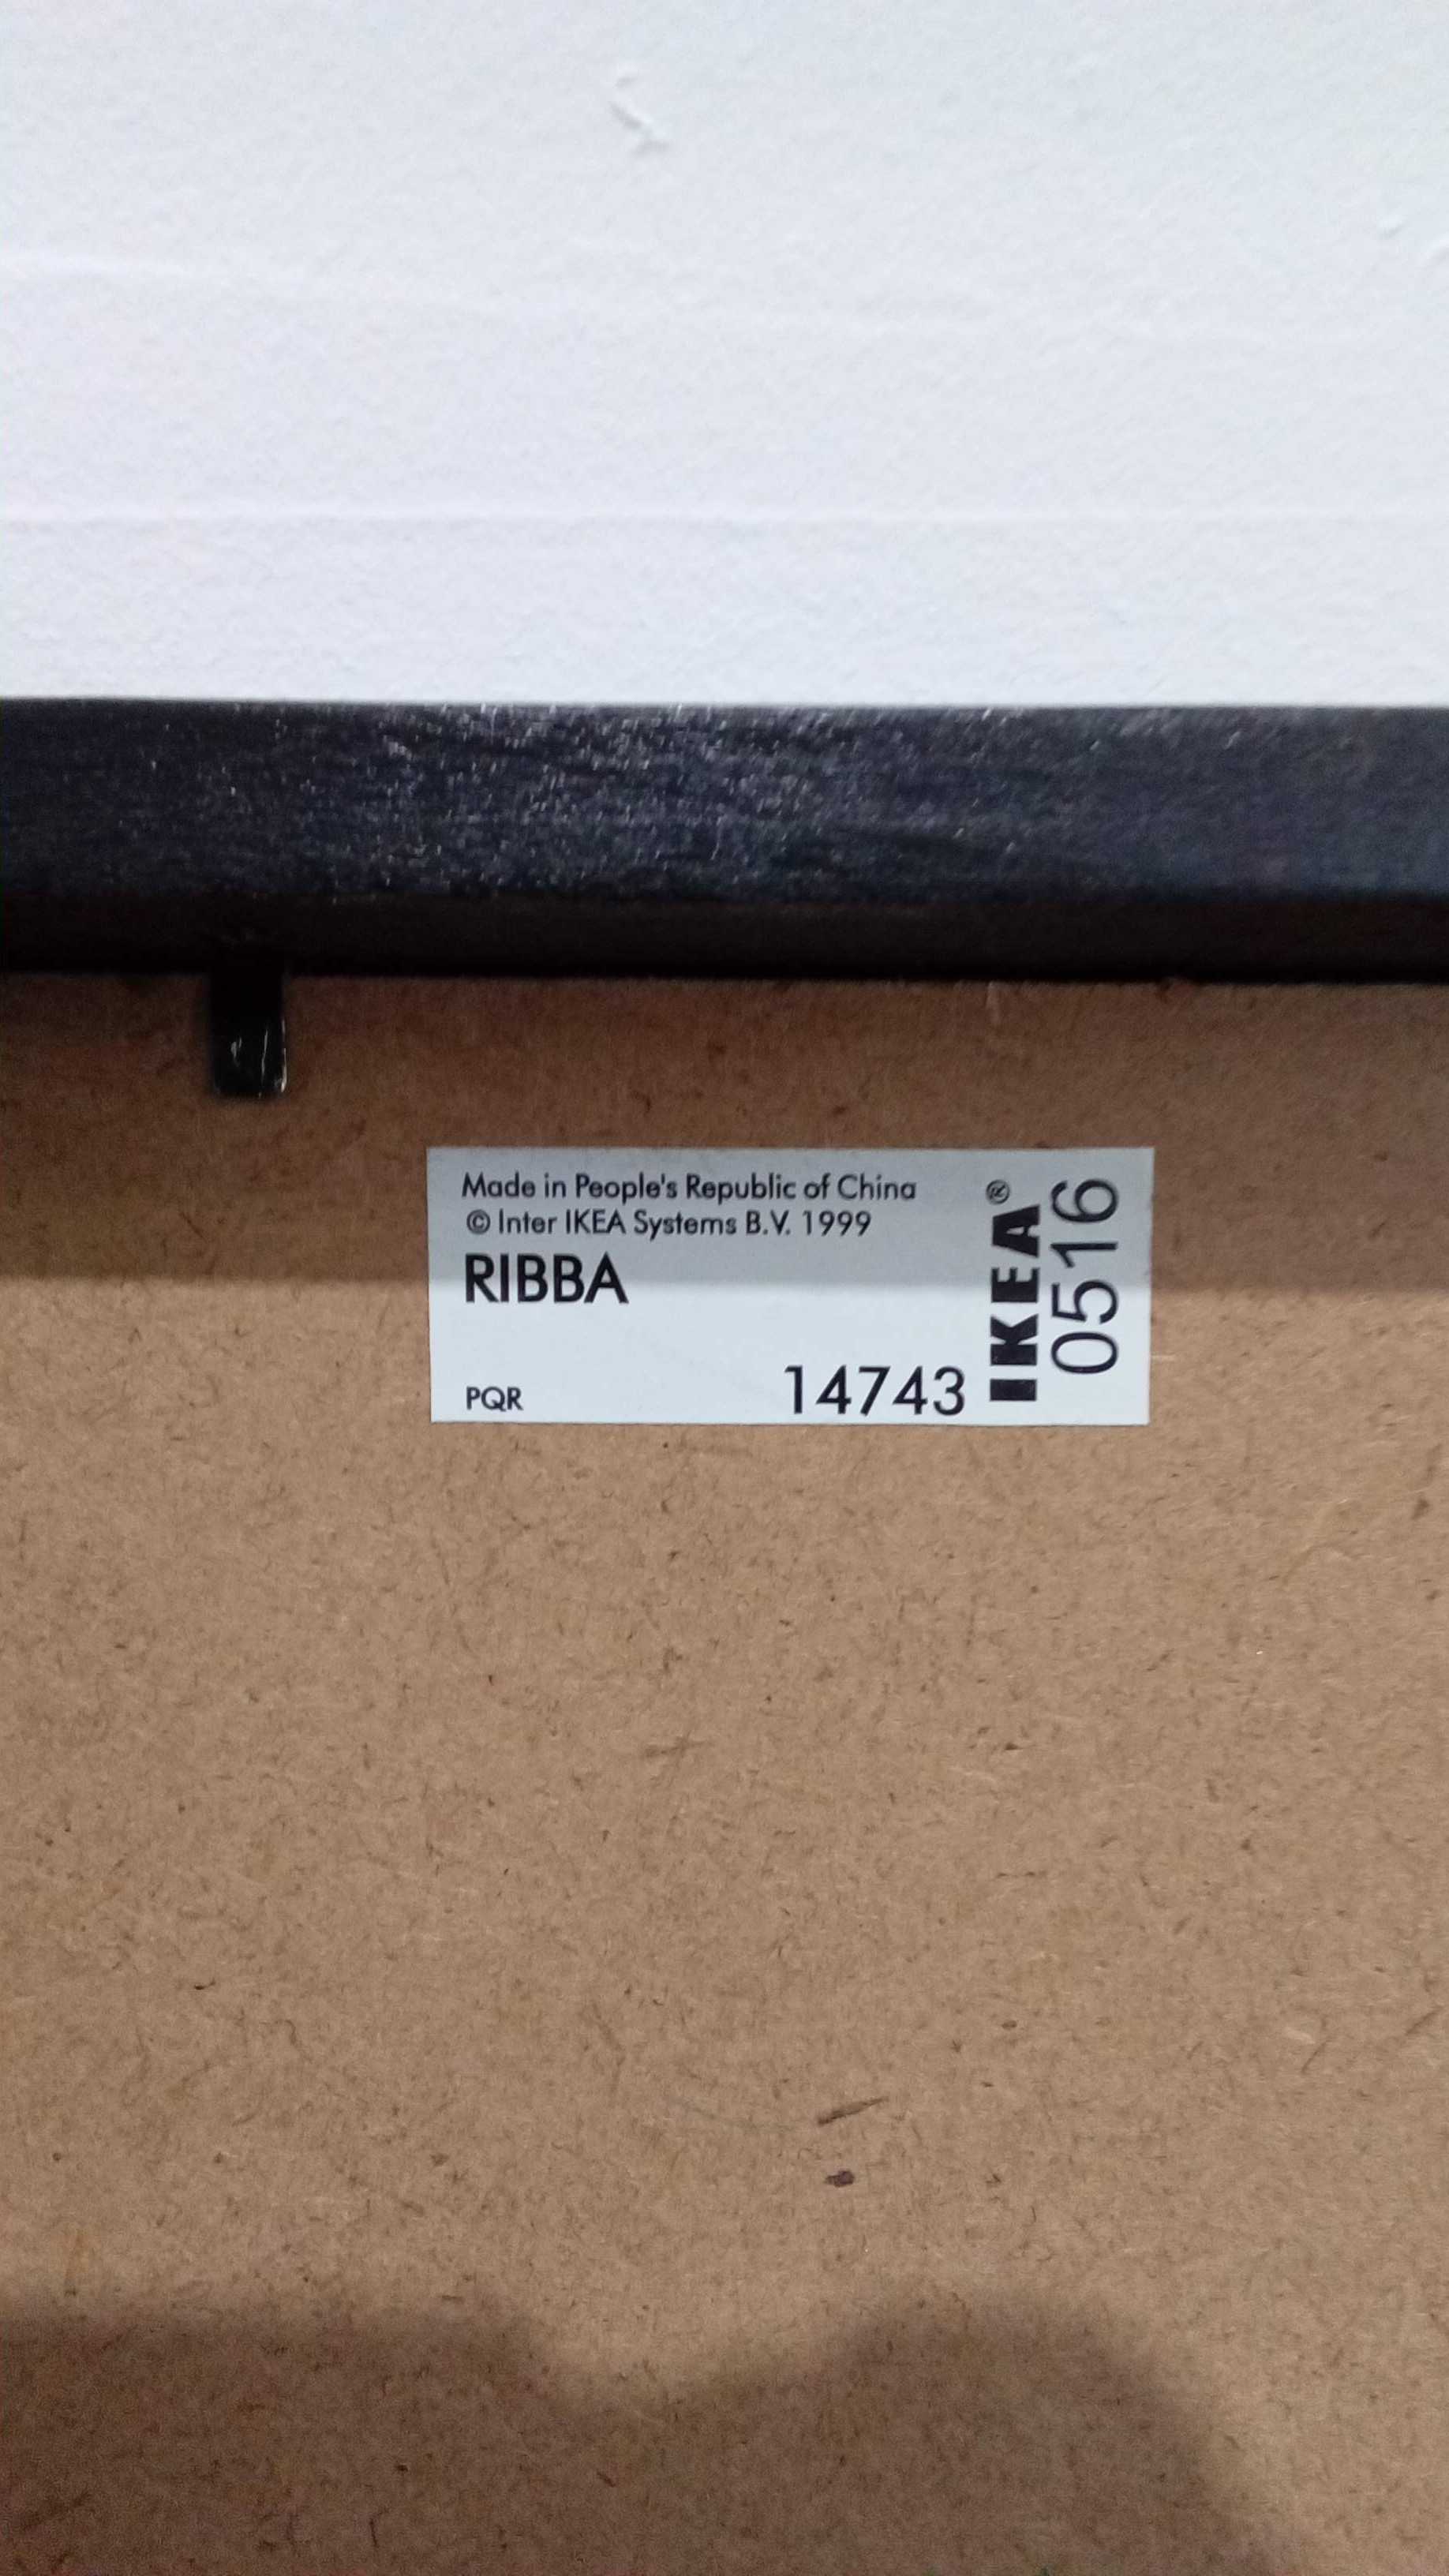 Made in People's Republic of China
© Inter IKEA Systems B.V. 1999
RIBBA
PQR
14743
IKEA®
0516